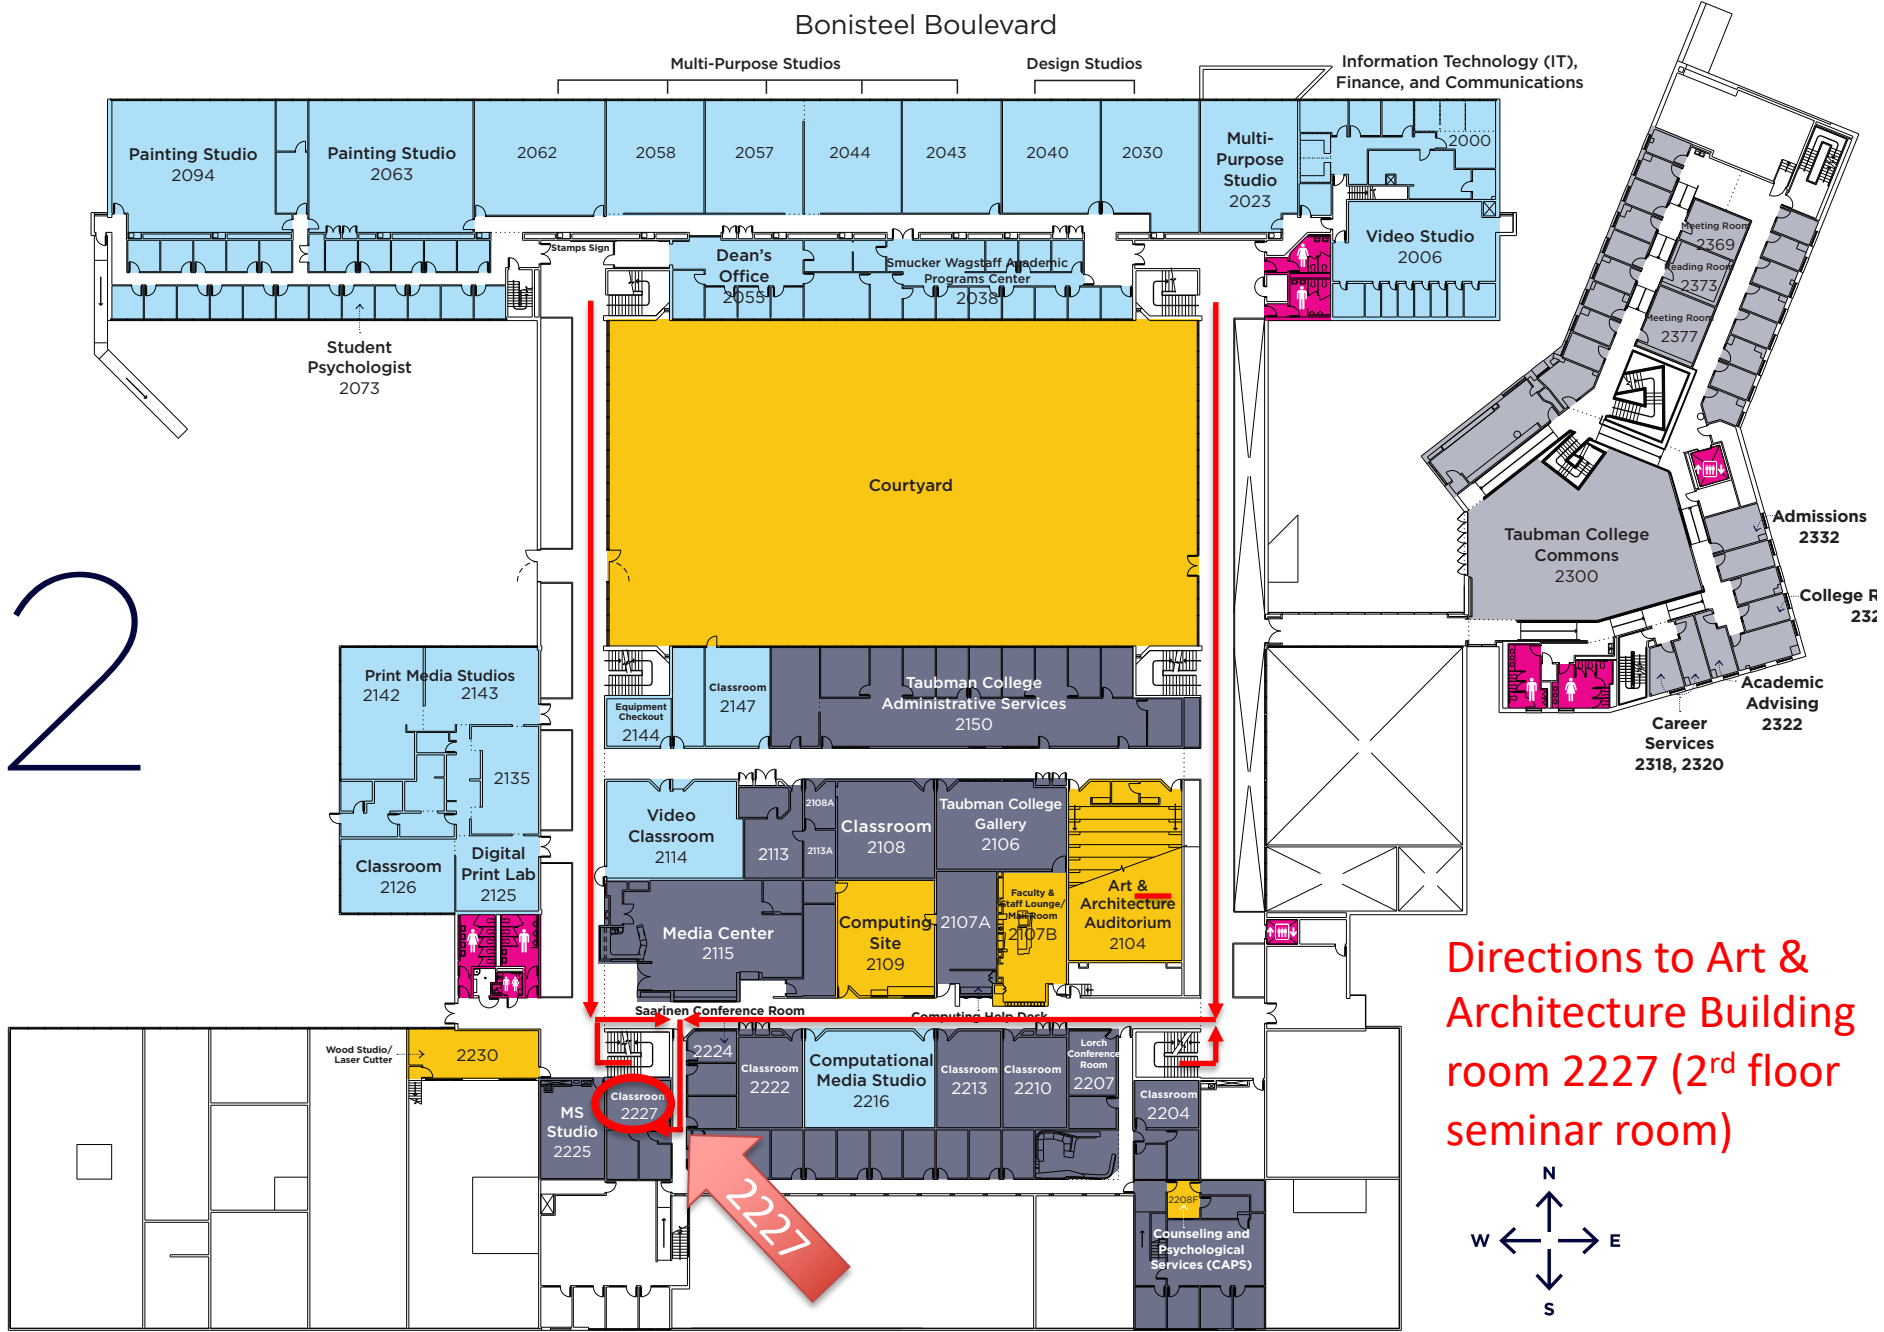 Bonisteel Boulevard
Multi-Purpose Studios
Design Studios
Information Technology (IT),
Finance, and Communications
Painting Studio
2094
Painting Studio
2063
2062
2058
2057
2044
2043
2040
2030
Multi-
Purpose
Studio
2023
2000
Stamps Sign
Dean's
Office
2055
Smucker Wagstaff Academic
Programs Center
2038
Video Studio
2006
Meeting Room
2369
Reading Room
2373
Meeting Room
2377
Student
Psychologist
2073
Courtyard
Taubman College
Commons
2300
Admissions
2332
College R
232
2
Print Media Studios
2142
2143
2135
Classroom
2126
Digital
Print Lab
2125
Equipment
Checkout
2144
Classroom
2147
Taubman College
Administrative Services
2150
Academic
Advising
2322
Career
Services
2318, 2320
Video
Classroom
2114
2113
2108A
2113A
Classroom
2108
Taubman College
Gallery
2106
Media Center
2115
Computing
Site
2109
2107A
Faculty &
Staff Lounge/
Mail Room
2107B
Art &
Architecture
Auditorium
2104
Saarinen Conference Room
Computing Help Desk
Directions to Art &
Architecture Building
room 2227 (2rd floor
seminar room)
Wood Studio/
Laser Cutter
2230
2224
Classroom
2222
Computational
Media Studio
2216
Classroom
2213
Classroom
2210
Lorch
Conference
Room
2207
MS
Studio
2225
Classroom
2227
Classroom
2204
2227
2208F
Counseling and
Psychological
Services (CAPS)
N
W
E
S